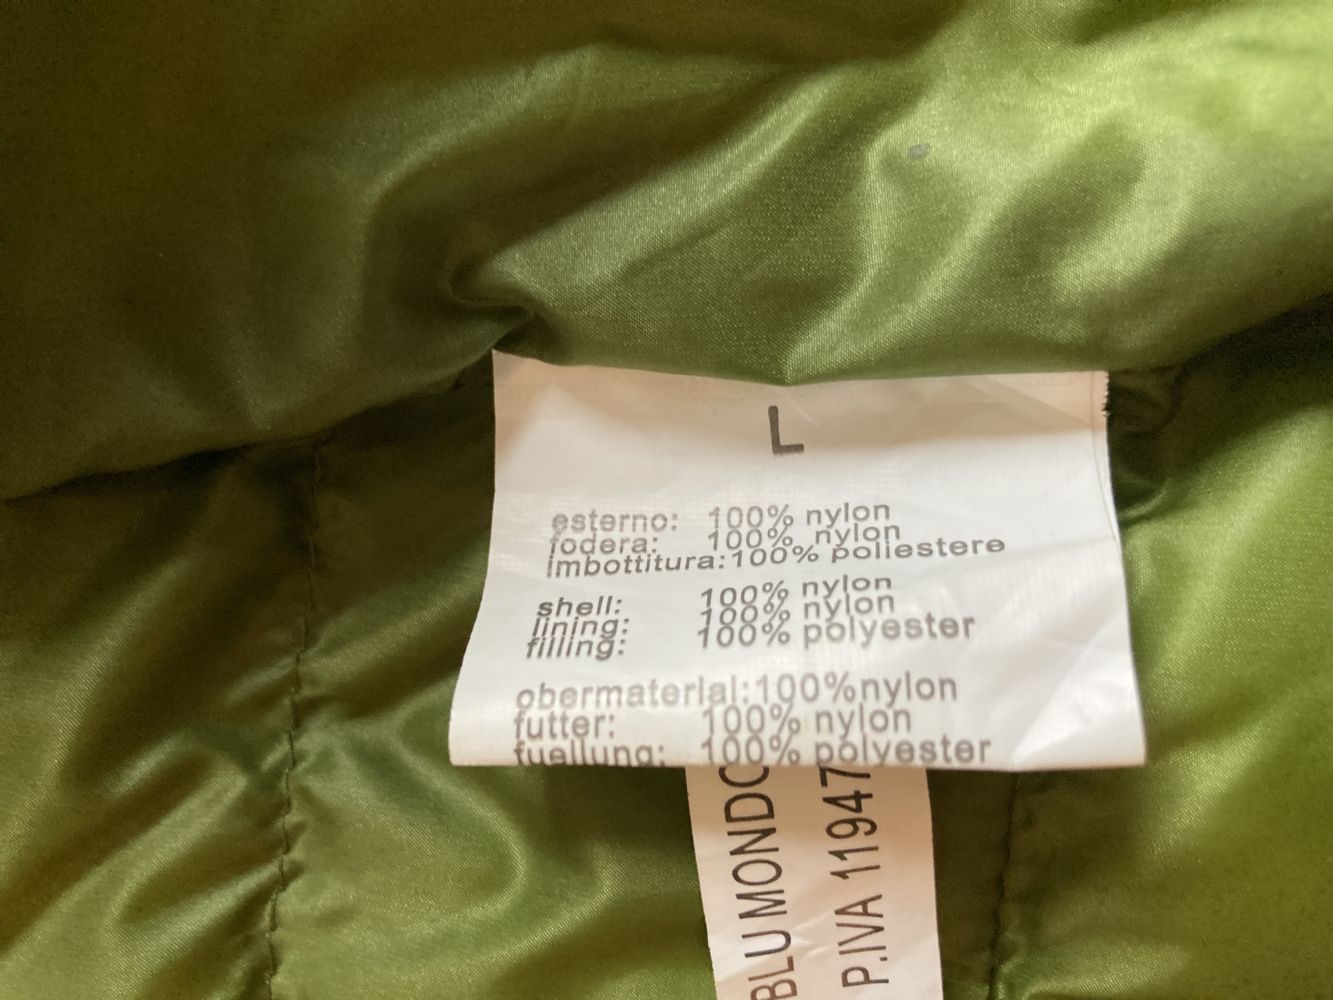 L
esterno: 100% nylon
fodera: 100% nylon
imbottitura:100% poliestere
shell: 100% nylon
lining: 100% nylon
filling: 100% polyester
obermaterial:100%nylon
futter: 100% nylon
fuellung: 100% polyester
BLU MONDO
P.IVA 11947